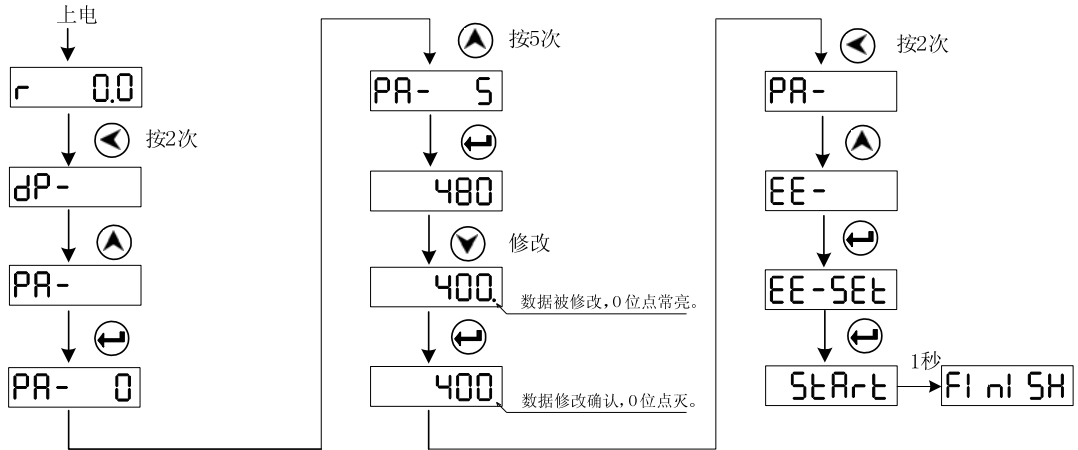 上电
r 0.0
按2次
dP-
PA-
PA- 0
按5次
PA- 5
480
修改
400.
数据被修改,0位点常亮。
400.
数据修改确认,0位点灭。
按2次
PA-
EE-
EE-SEt
StArt
1秒
FInISH